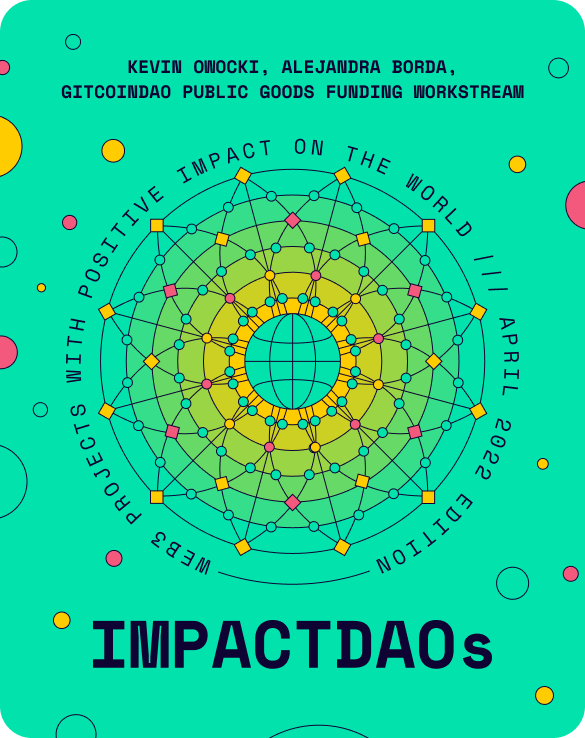 KEVIN OWOCKI, ALEJANDRA BORDA,
GITCOINDAO PUBLIC GOODS FUNDING WORKSTREAM
WEB3 PROJECTS WITH POSITIVE IMPACT ON THE WORLD /// APRIL 2022 EDITION
IMPACTDAOs